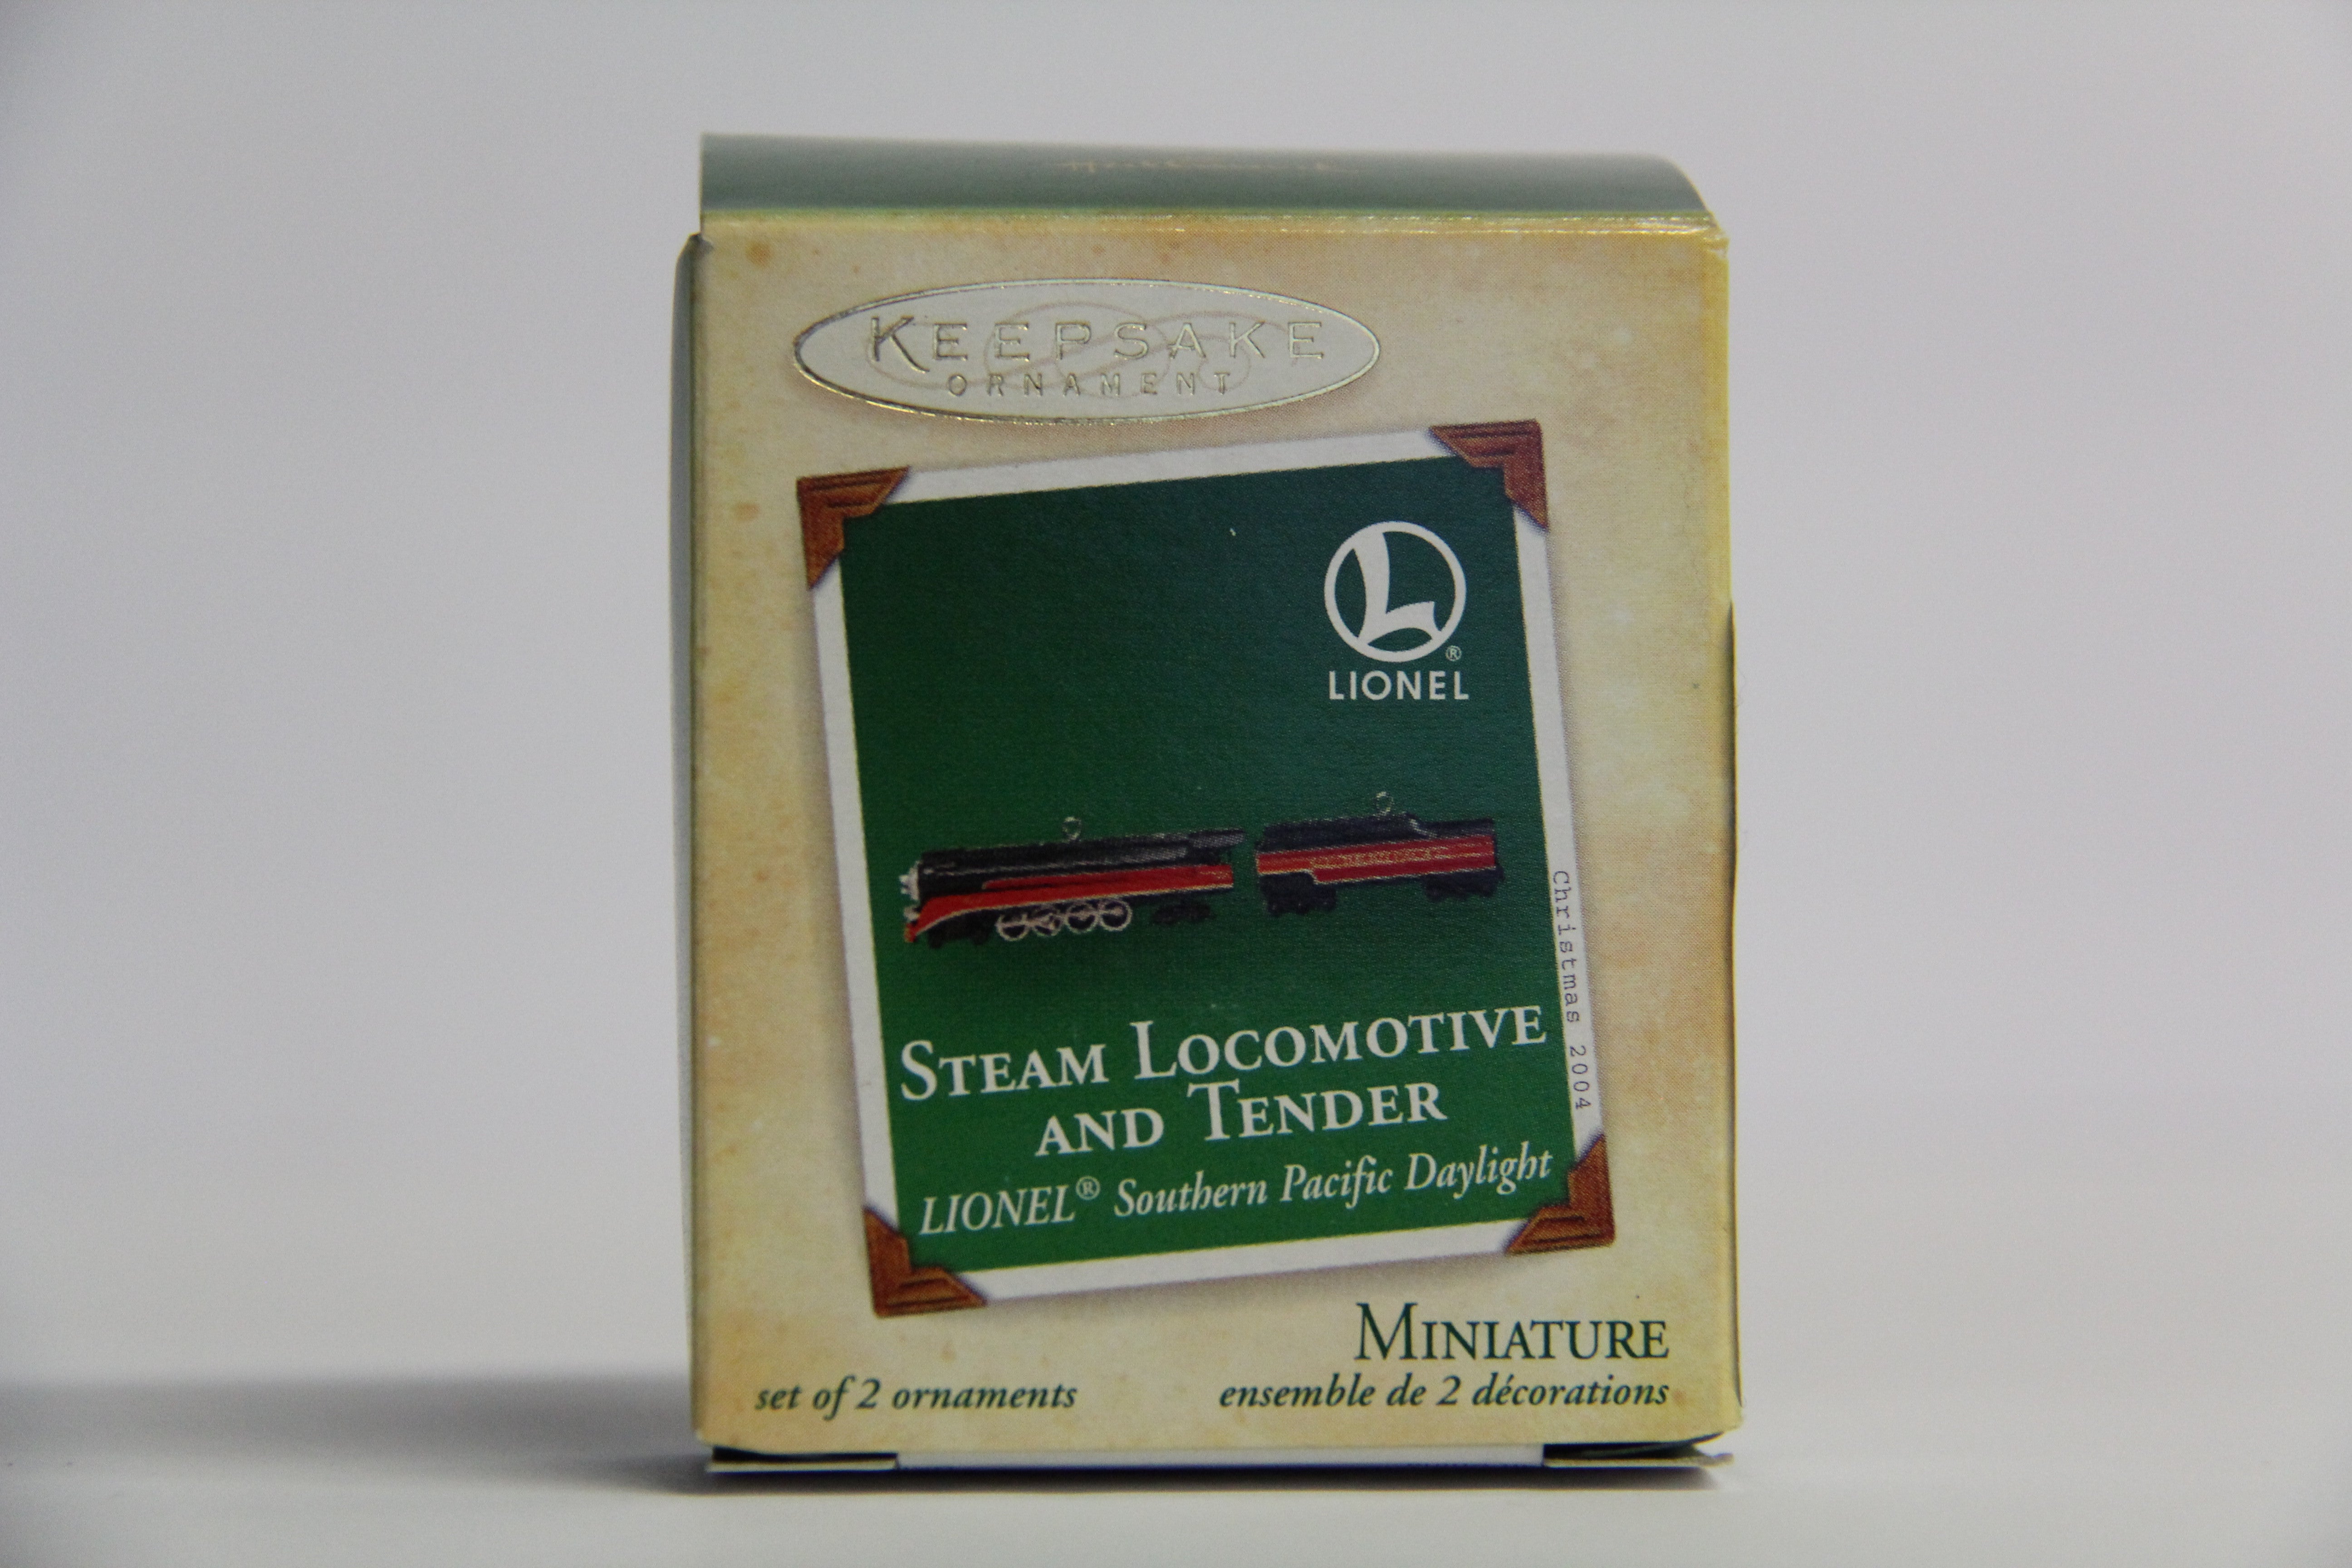 KEEPSAKE
ORNAMENT
L®
LIONEL
Christmas 2004
STEAM LOCOMOTIVE
AND TENDER
LIONEL® Southern Pacific Daylight
MINIATURE
set of 2 ornaments
ensemble de 2 décorations